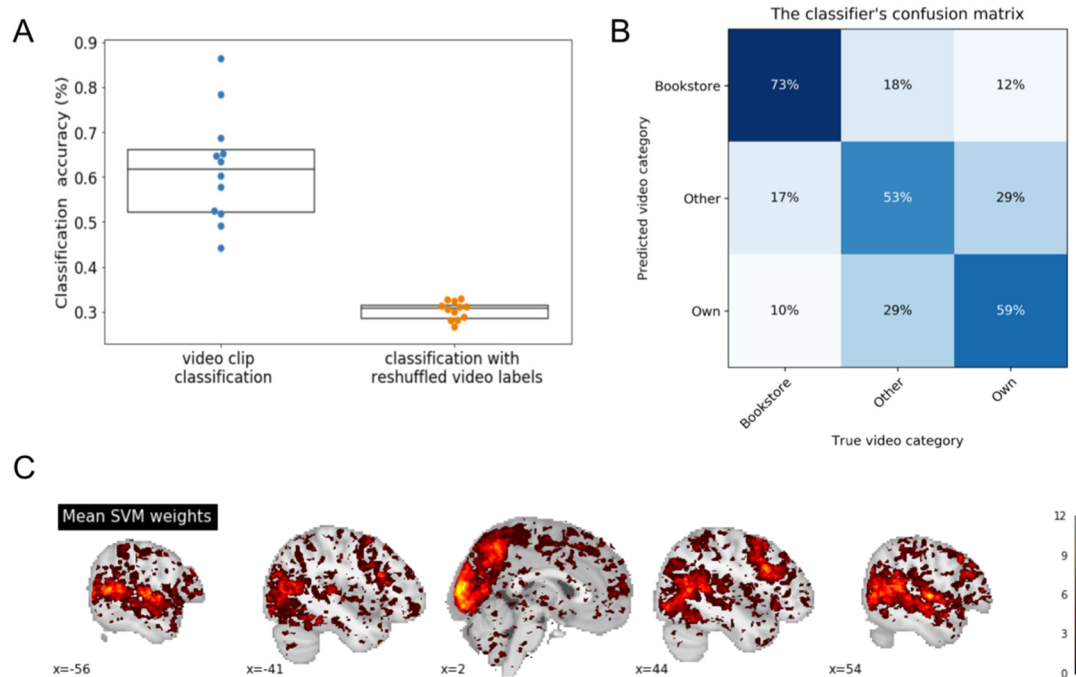 A
Classification accuracy (%)
0.9
0.8
0.7
0.6
0.5
0.4
0.3
video clip
classification
classification with
reshuffled video labels
B
The classifier's confusion matrix
Predicted video category
Bookstore
73%
18%
12%
Other
17%
53%
29%
Own
10%
29%
59%
Bookstore
Other
Own
True video category
C
Mean SVM weights
x=-56
x=-41
x=2
x=44
x=54
12
9
6
3
0